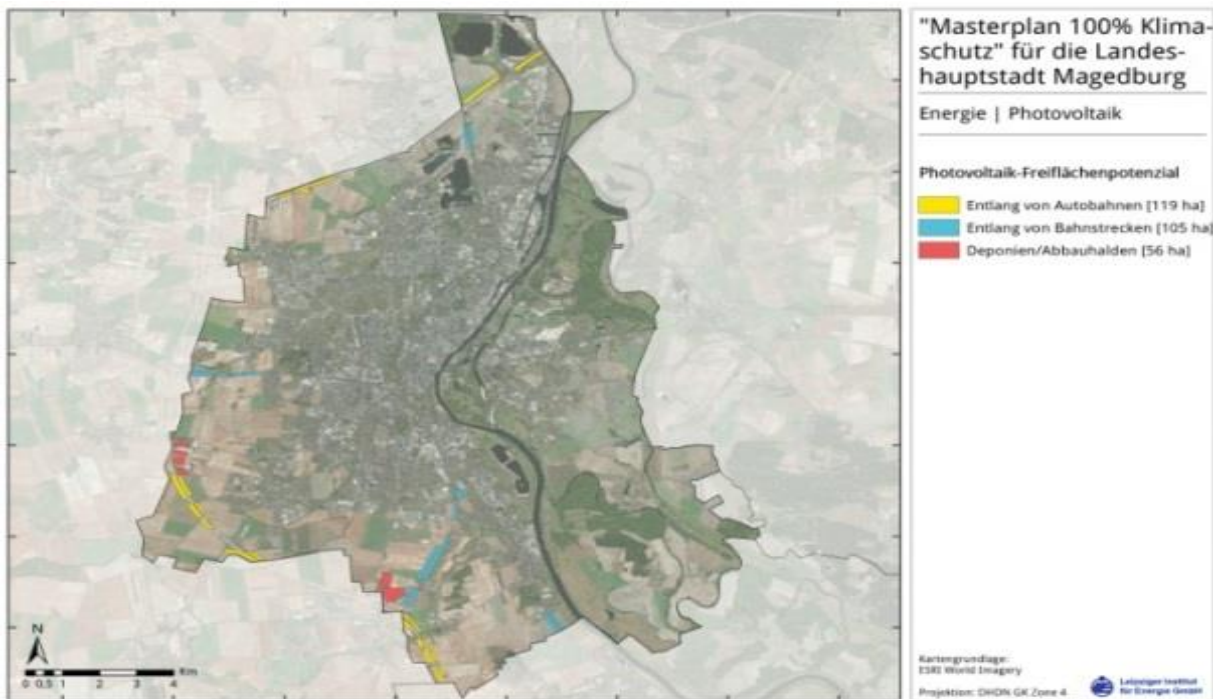 "Masterplan 100% Klima-
schutz" für die Landes-
hauptstadt Magedburg
Energie | Photovoltaik
Photovoltaik-Freiflächenpotenzial
Entlang von Autobahnen [119 ha]
Entlang von Bahnstrecken [105 ha]
Deponien/Abbauhalden [56 ha]
N
0 0,5 1 2 3 4 Km
Kartengrundlage:
ESRI World Imagery
Projektion: DHDN GK Zone 4
Leipziger Institut
für Energie GmbH